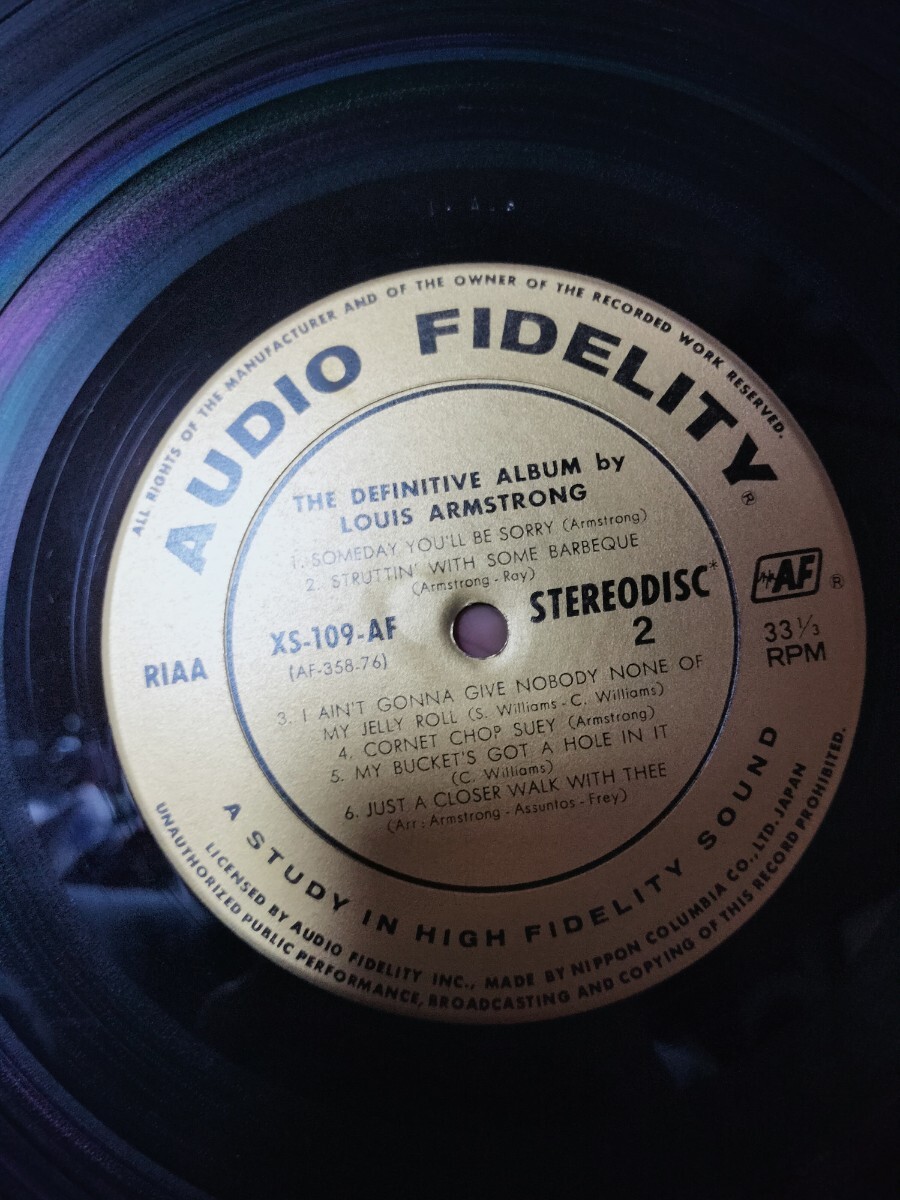 ALL RIGHTS OF THE MANUFACTURER AND OF THE OWNER OF THE RECORDED WORK RESERVED.
AUDIO FIDELITY ®
THE DEFINITIVE ALBUM by
LOUIS ARMSTRONG
1. SOMEDAY YOU'LL BE SORRY (Armstrong)
2. STRUTTIN' WITH SOME BARBEQUE
(Armstrong - Ray)
XS-109-AF
(AF-358-76)
STEREODISC*
2
RIAA
AF ®
33 1/3
RPM
3. I AIN'T GONNA GIVE NOBODY NONE OF
MY JELLY ROLL (S. Williams - C. Williams)
4. CORNET CHOP SUEY (Armstrong)
5. MY BUCKET'S GOT A HOLE IN IT
(C. Williams)
6. JUST A CLOSER WALK WITH THEE
(Arr : Armstrong - Assuntos - Frey)
A STUDY IN HIGH FIDELITY SOUND
LICENSED BY AUDIO FIDELITY INC., MADE BY NIPPON COLUMBIA CO., LTD. JAPAN
UNAUTHORIZED PUBLIC PERFORMANCE, BROADCASTING AND COPYING OF THIS RECORD PROHIBITED.